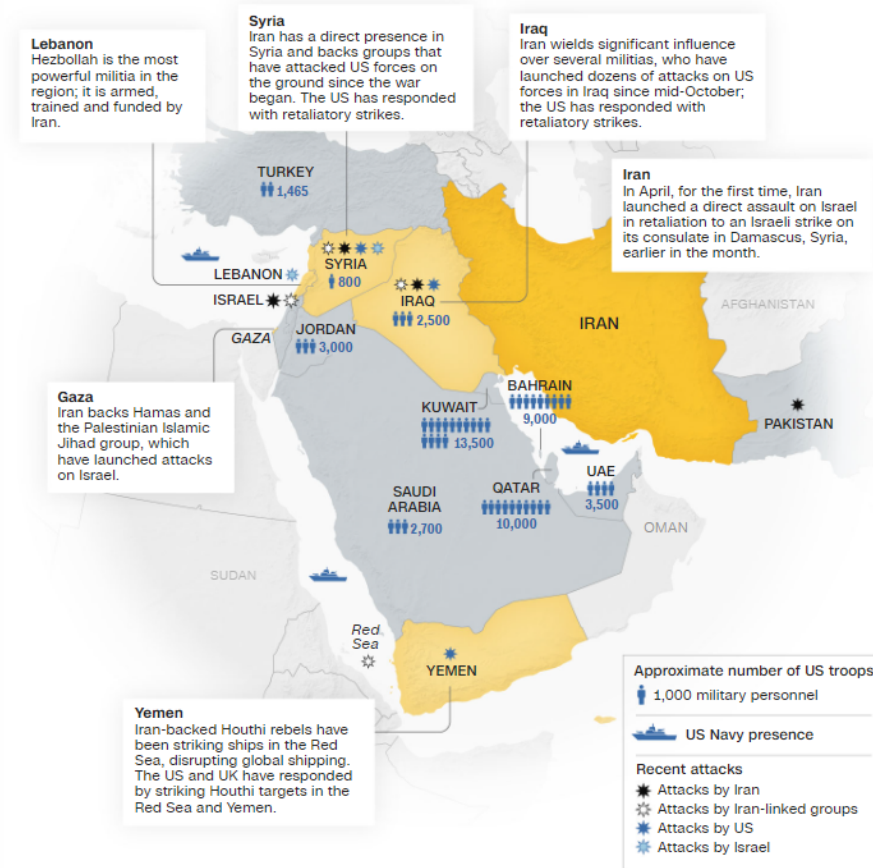 Lebanon
Hezbollah is the most
powerful militia in the
region; it is armed,
trained and funded by
Iran.
Syria
Iran has a direct presence in
Syria and backs groups that
have attacked US forces on
the ground since the war
began. The US has responded
with retaliatory strikes.
Iraq
Iran wields significant influence
over several militias, who have
launched dozens of attacks on US
forces in Iraq since mid-October;
the US has responded with
retaliatory strikes.
Iran
In April, for the first time, Iran
launched a direct assault on Israel
in retaliation to an Israeli strike on
its consulate in Damascus, Syria,
earlier in the month.
TURKEY
1,465
SYRIA
800
LEBANON
ISRAEL
IRAQ
2,500
GAZA
JORDAN
3,000
IRAN
AFGHANISTAN
PAKISTAN
Gaza
Iran backs Hamas and
the Palestinian Islamic
Jihad group, which
have launched attacks
on Israel.
KUWAIT
13,500
BAHRAIN
9,000
SAUDI
ARABIA
2,700
QATAR
10,000
UAE
3,500
OMAN
SUDAN
Red
Sea
YEMEN
Yemen
Iran-backed Houthi rebels have
been striking ships in the Red
Sea, disrupting global shipping.
The US and UK have responded
by striking Houthi targets in the
Red Sea and Yemen.
Approximate number of US troops
1,000 military personnel
US Navy presence
Recent attacks
Attacks by Iran
Attacks by Iran-linked groups
Attacks by US
Attacks by Israel